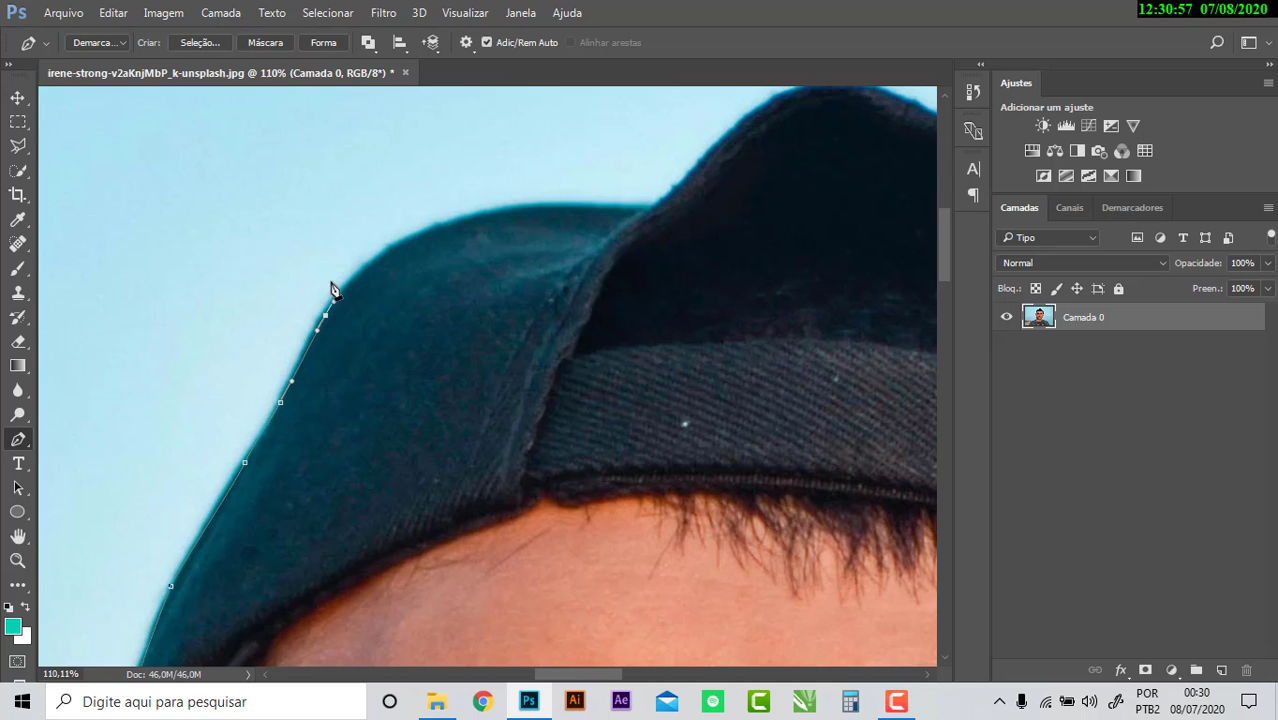 Ps Arquivo Editar Imagem Camada Texto Selecionar Filtro 3D Visualizar Janela Ajuda
12:30:57 07/08/2020
Demarca... Criar: Seleção... Máscara Forma Adic/Rem Auto Alinhar arestas
irene-strong-v2aKnjMbP_k-unsplash.jpg @ 110% (Camada 0, RGB/8*) * ×
Ajustes
Adicionar um ajuste
Camadas Canais Demarcadores
Tipo
Normal Opacidade: 100%
Bloq.: Preen.: 100%
Camada 0
110,11% Doc: 46,0M/46,0M
Digite aqui para pesquisar
Ps Ai Ae
POR
PTB2
00:30
08/07/2020